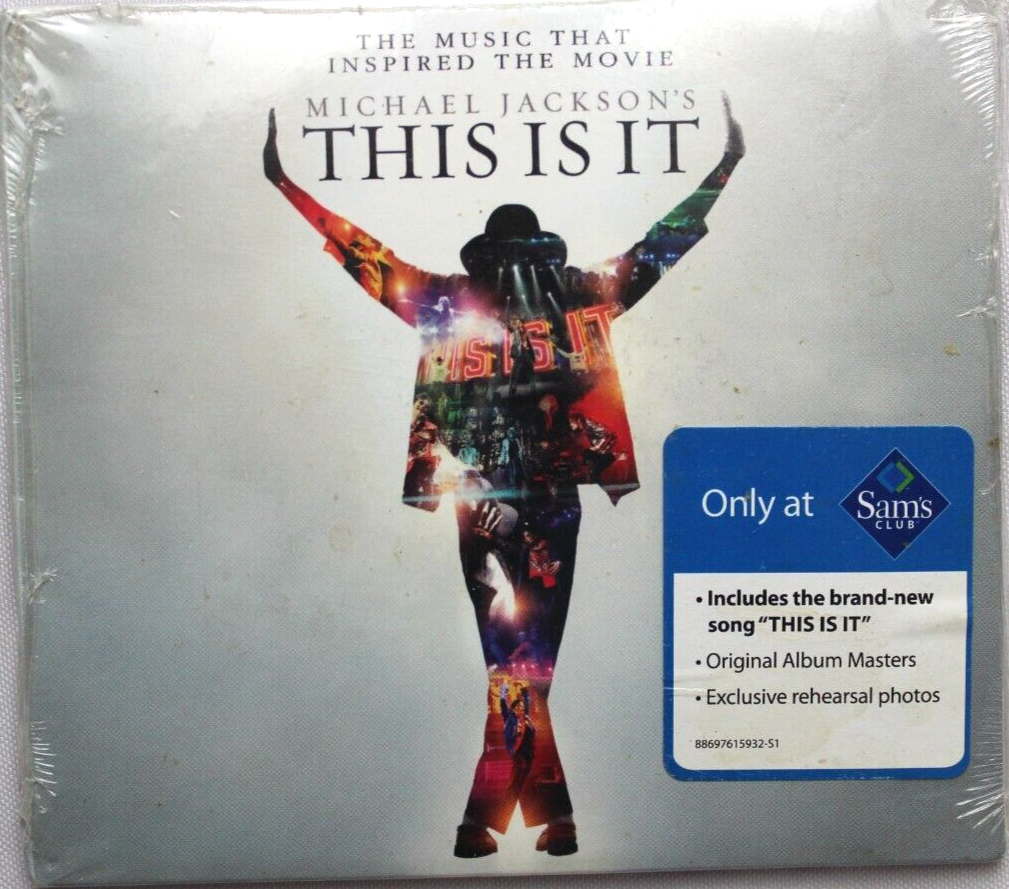 THE MUSIC THAT
INSPIRED THE MOVIE
MICHAEL JACKSON'S
THIS IS IT
IS IS IT
Only at
Sam's
CLUB
• Includes the brand-new
song "THIS IS IT"
• Original Album Masters
• Exclusive rehearsal photos
88697615932-S1